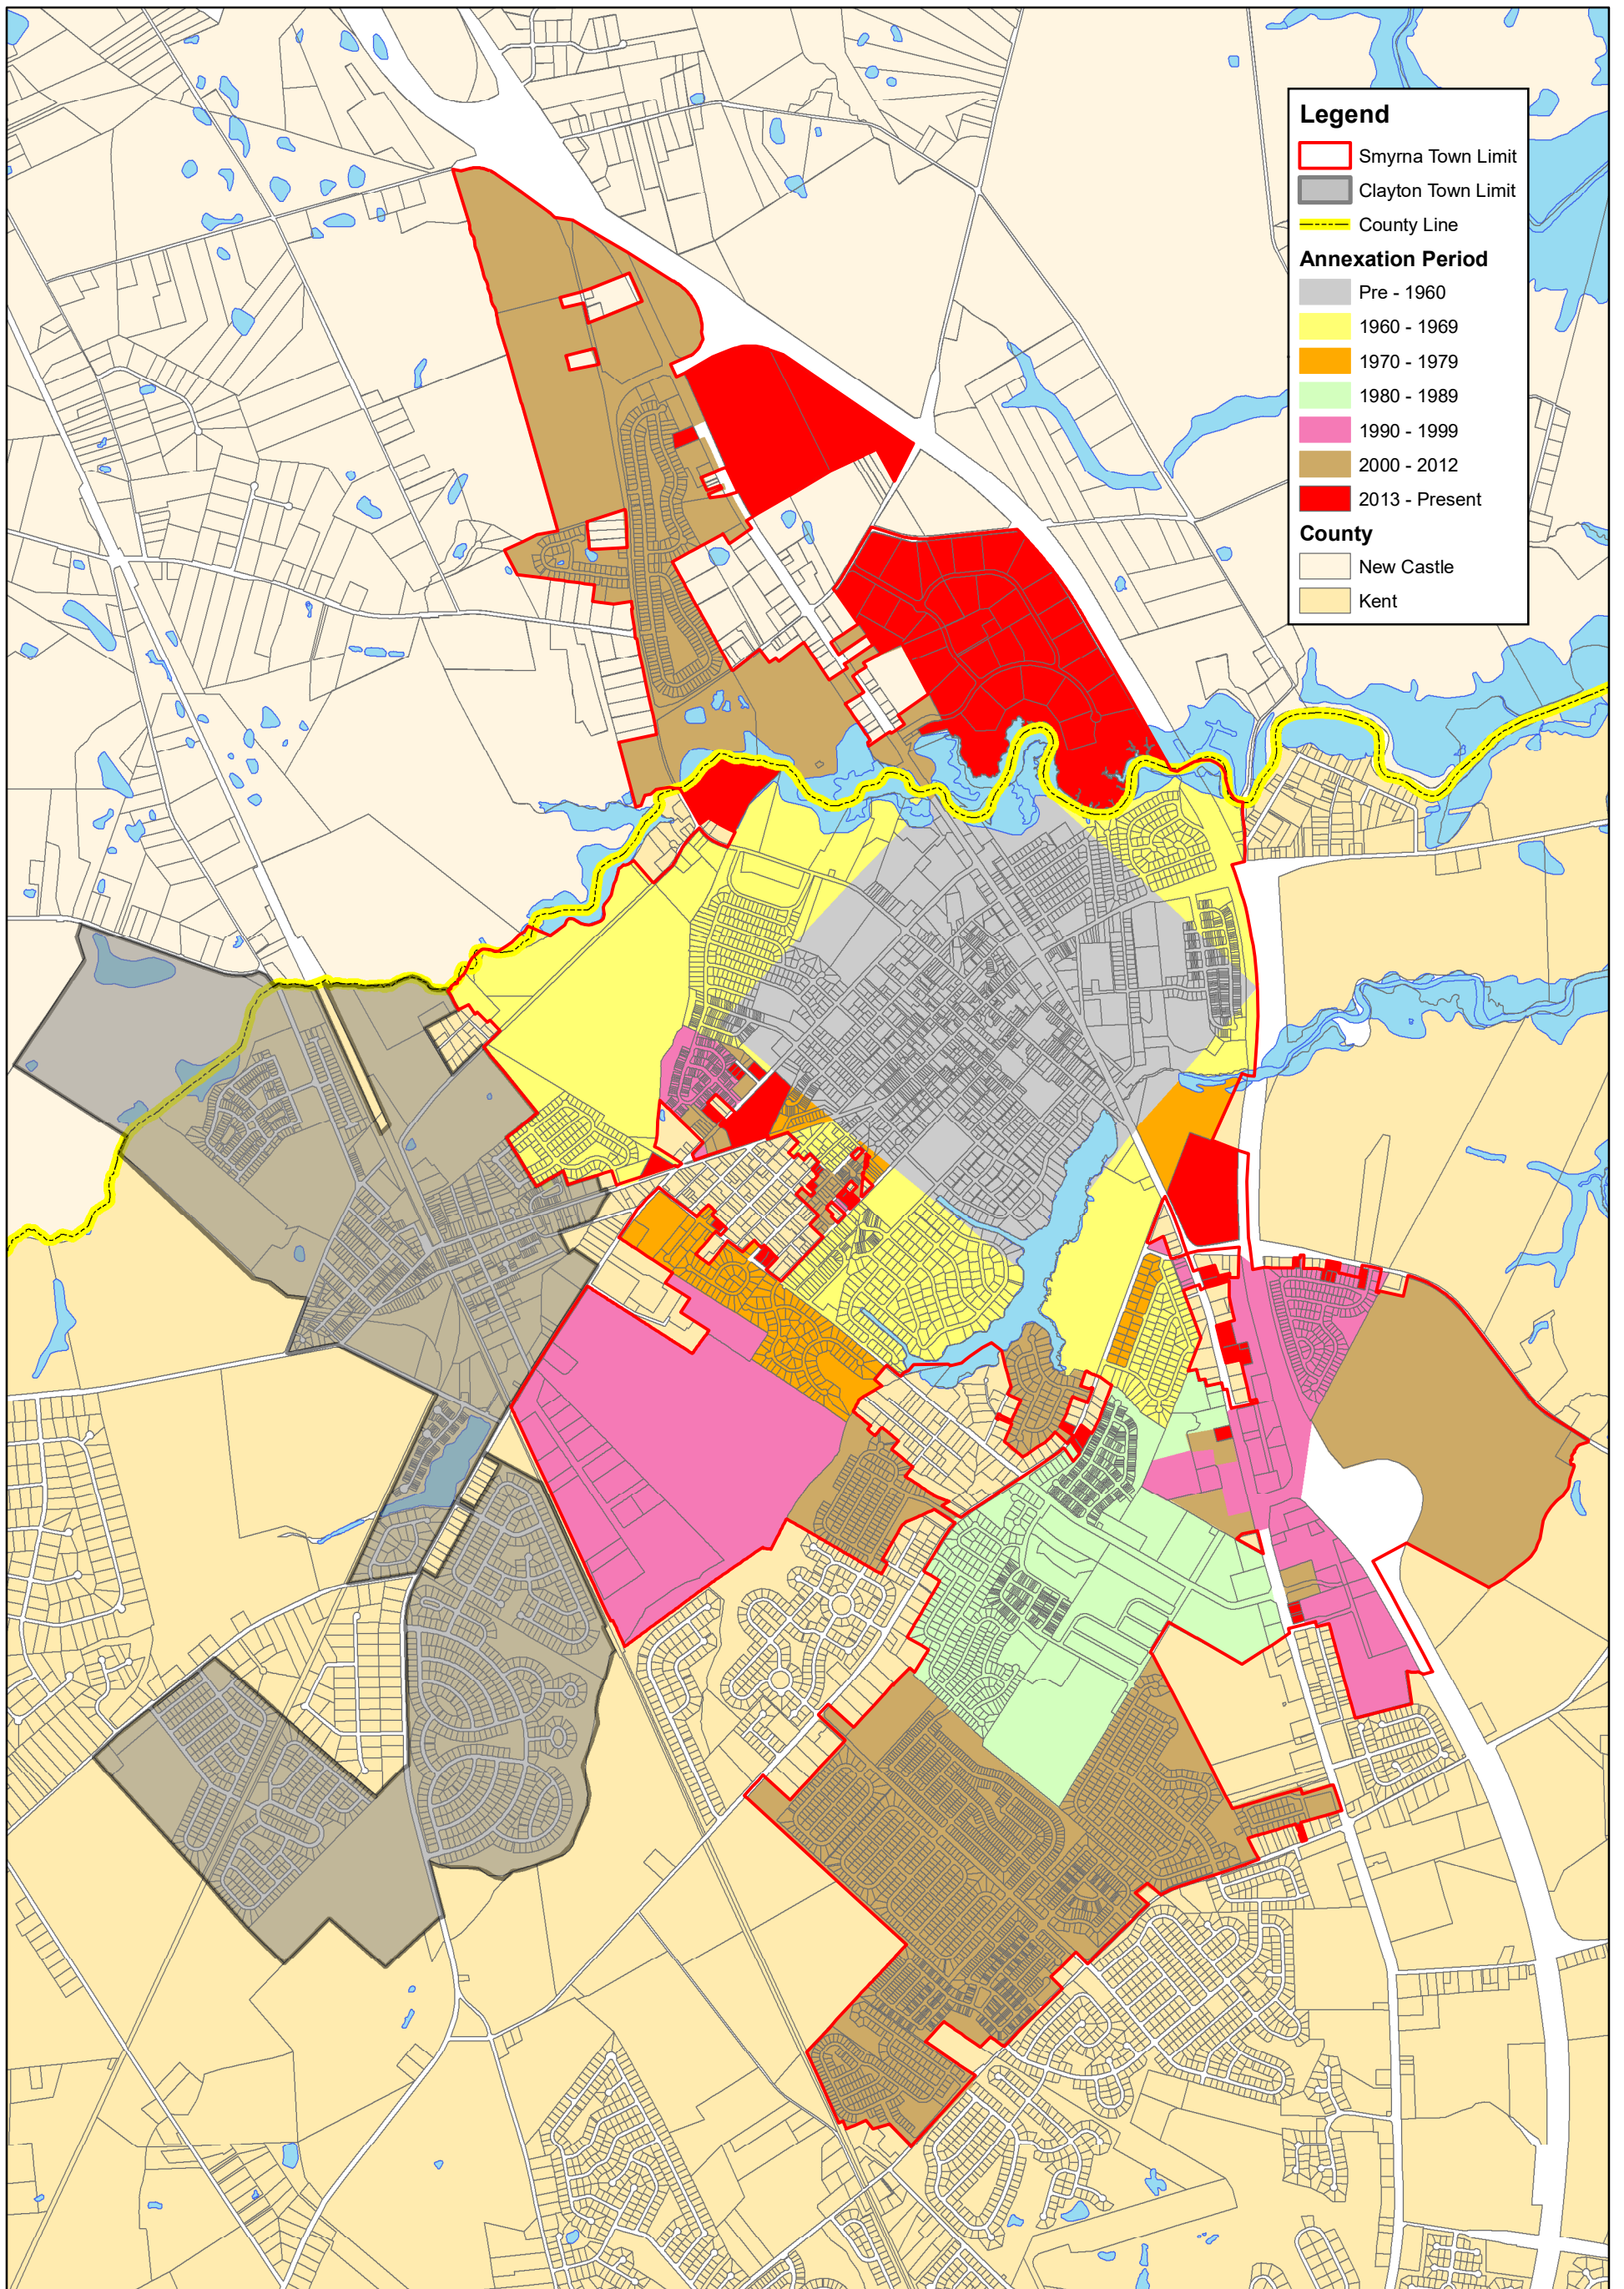 Legend
Smyrna Town Limit
Clayton Town Limit
County Line
Annexation Period
Pre - 1960
1960 - 1969
1970 - 1979
1980 - 1989
1990 - 1999
2000 - 2012
2013 - Present
County
New Castle
Kent